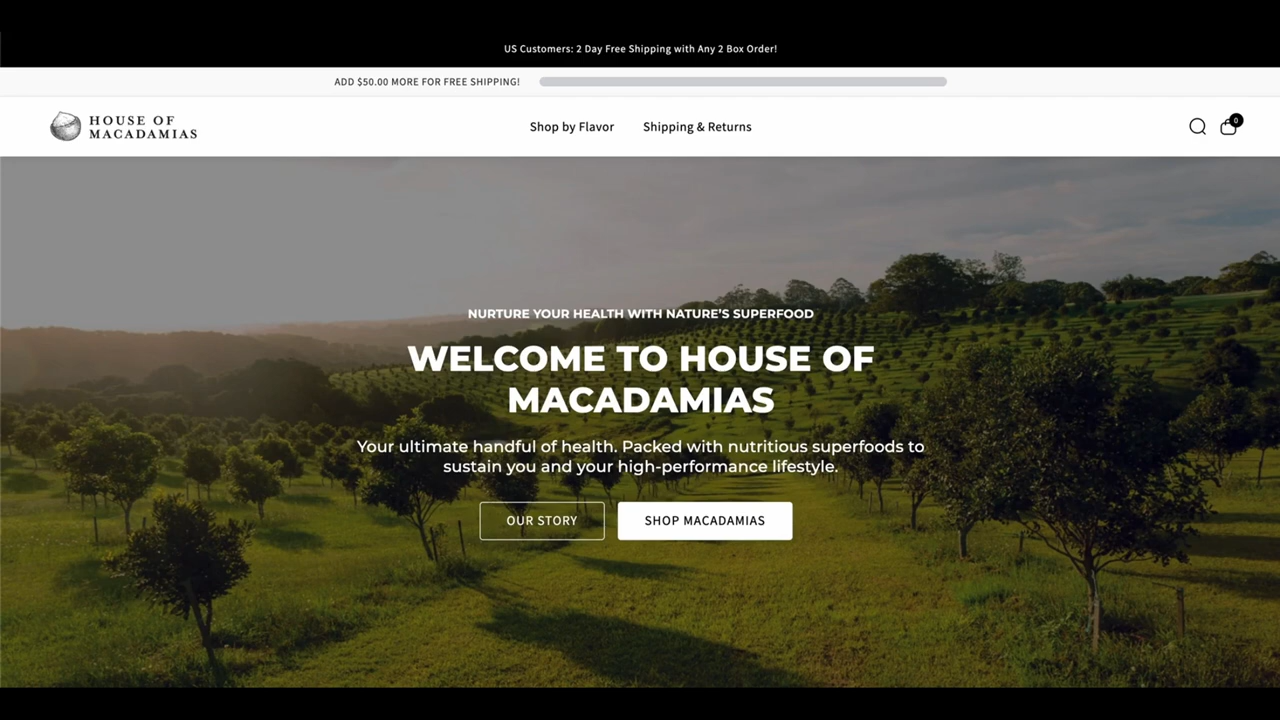 US Customers: 2 Day Free Shipping with Any 2 Box Order!
ADD $50.00 MORE FOR FREE SHIPPING!
HOUSE OF
MACADAMIAS
Shop by Flavor
Shipping & Returns
0
NURTURE YOUR HEALTH WITH NATURE'S SUPERFOOD
WELCOME TO HOUSE OF
MACADAMIAS
Your ultimate handful of health. Packed with nutritious superfoods to
sustain you and your high-performance lifestyle.
OUR STORY
SHOP MACADAMIAS